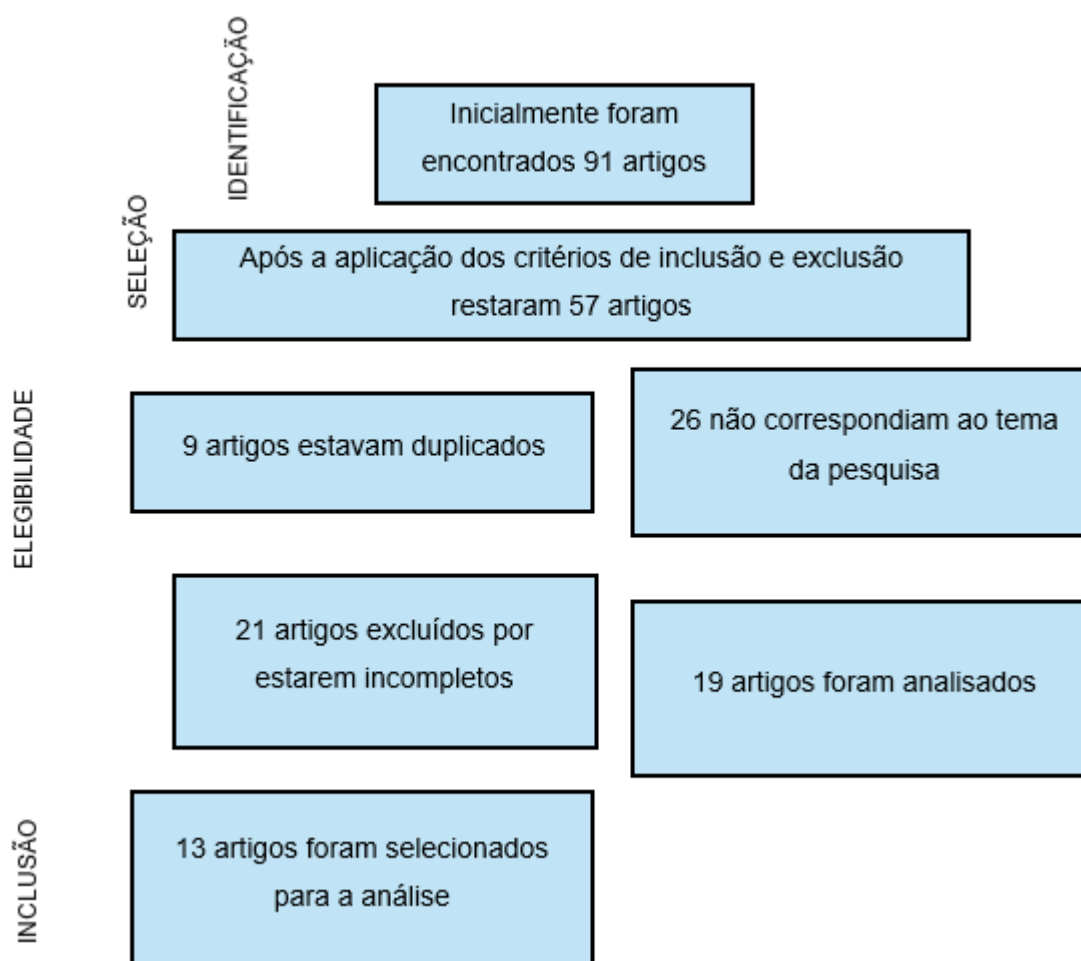 IDENTIFICAÇÃO
Inicialmente foram
encontrados 91 artigos
SELEÇÃO
Após a aplicação dos critérios de inclusão e exclusão
restaram 57 artigos
ELEGIBILIDADE
9 artigos estavam duplicados
26 não correspondiam ao tema
da pesquisa
21 artigos excluídos por
estarem incompletos
19 artigos foram analisados
INCLUSÃO
13 artigos foram selecionados
para a análise